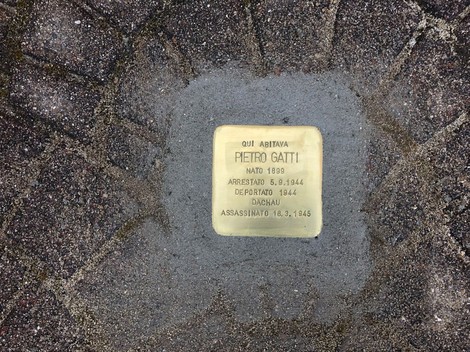 QUI ABITAVA
PIETRO GATTI
NATO 1899
ARRESTATO 5.9.1944
DEPORTATO 1944
DACHAU
ASSASSINATO 18.3.1945